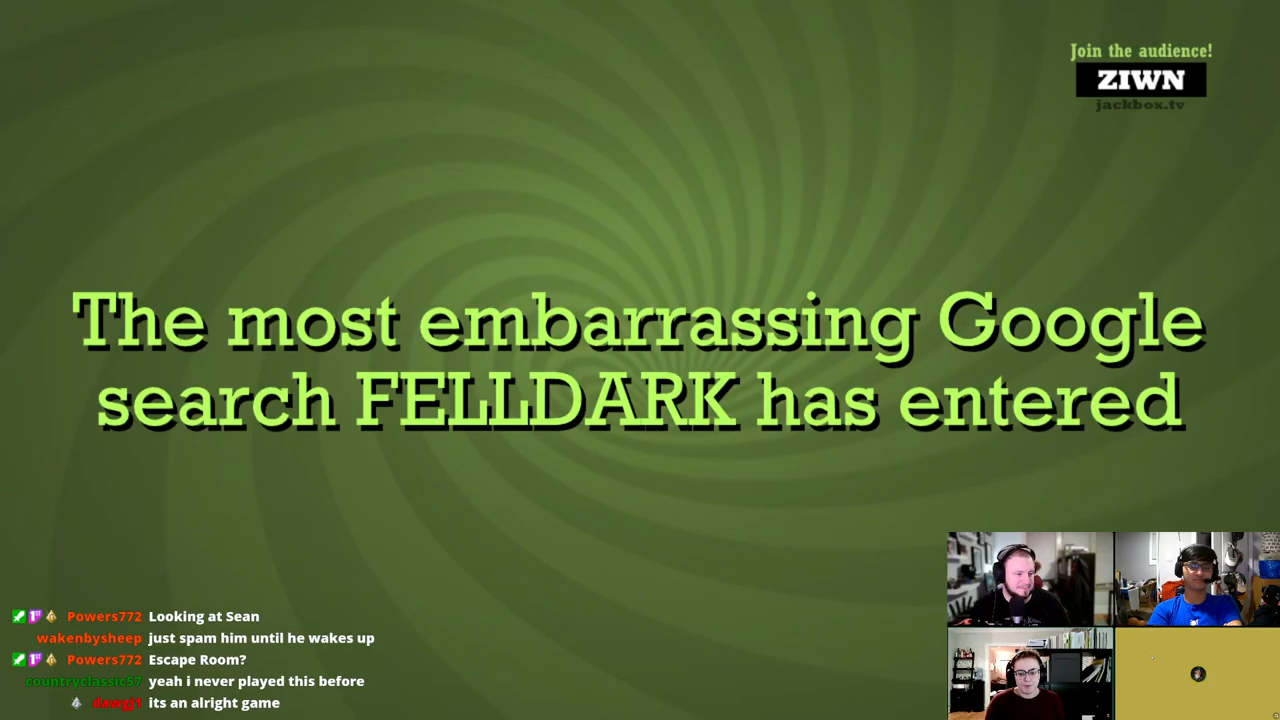 Join the audience!
ZIWN
jackbox.tv
The most embarrassing Google
search FELLDARK has entered
Powers772 Looking at Sean
wakenbysheep just spam him until he wakes up
Powers772 Escape Room?
countryclassic57 yeah i never played this before
dawgj1 its an alright game